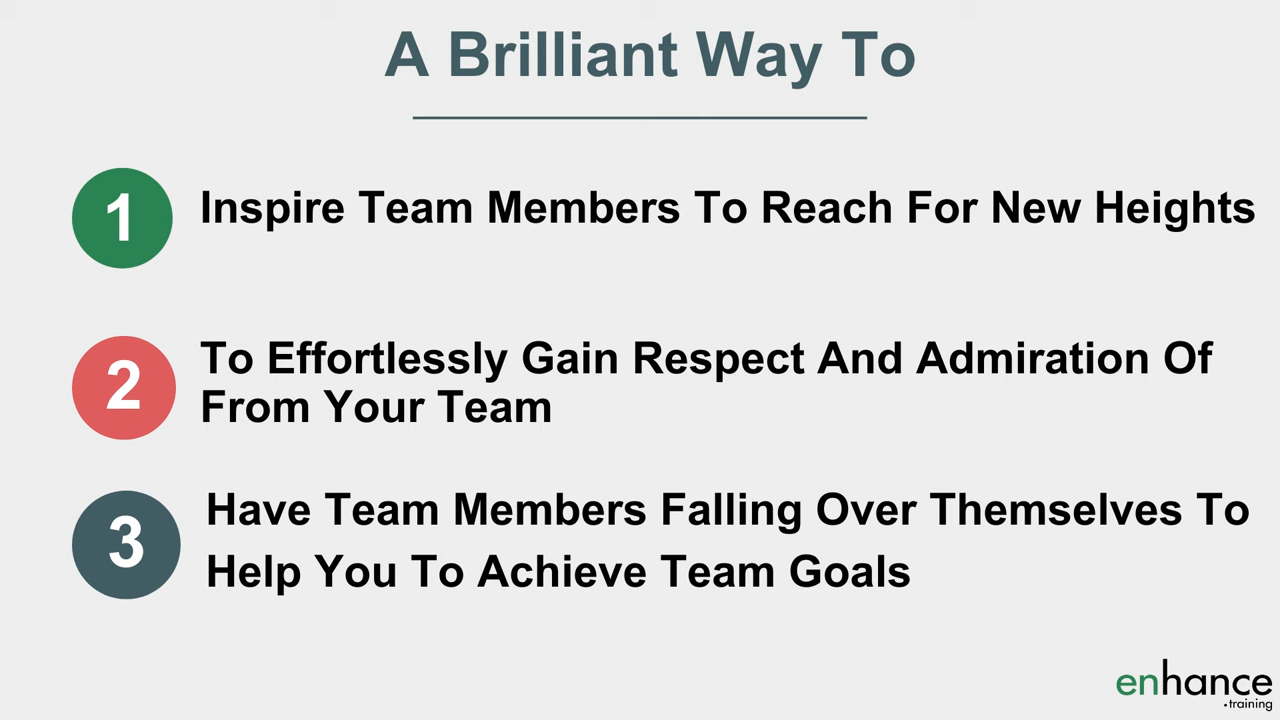 A Brilliant Way To
1
Inspire Team Members To Reach For New Heights
2
To Effortlessly Gain Respect And Admiration Of
From Your Team
3
Have Team Members Falling Over Themselves To
Help You To Achieve Team Goals
enhance
.training